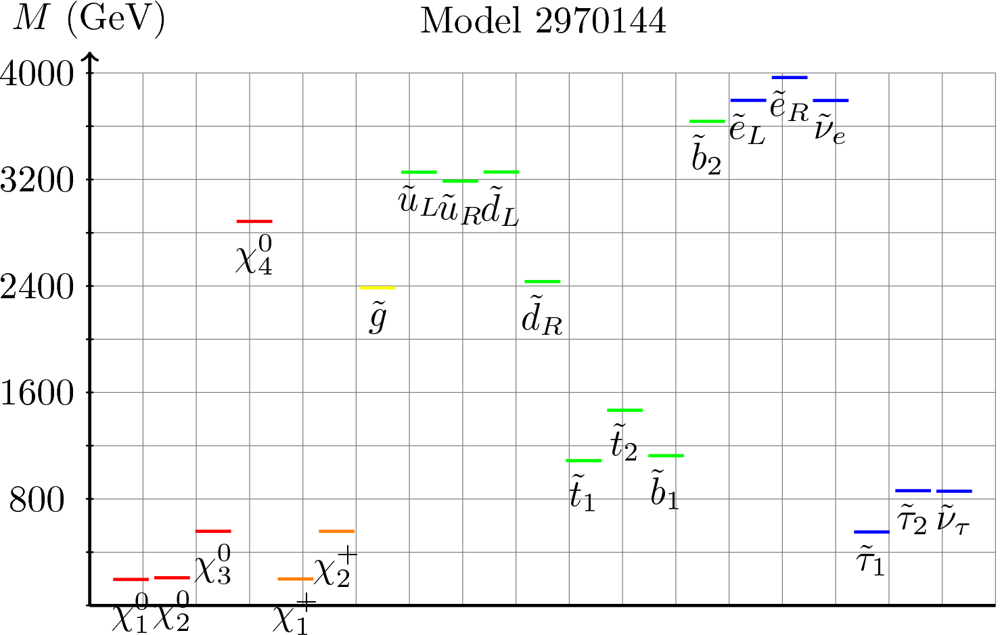 M (GeV)
Model 2970144
4000
3200
2400
1600
800
χ⁰₁
χ⁰₂
χ⁰₃
χ⁰₄
χ⁺₁
χ⁺₂
g̃
ũ_L
ũ_R
d̃_L
d̃_R
t̃₁
t̃₂
b̃₁
b̃₂
ẽ_L
ẽ_R
ν̃_e
τ̃₁
τ̃₂
ν̃_τ